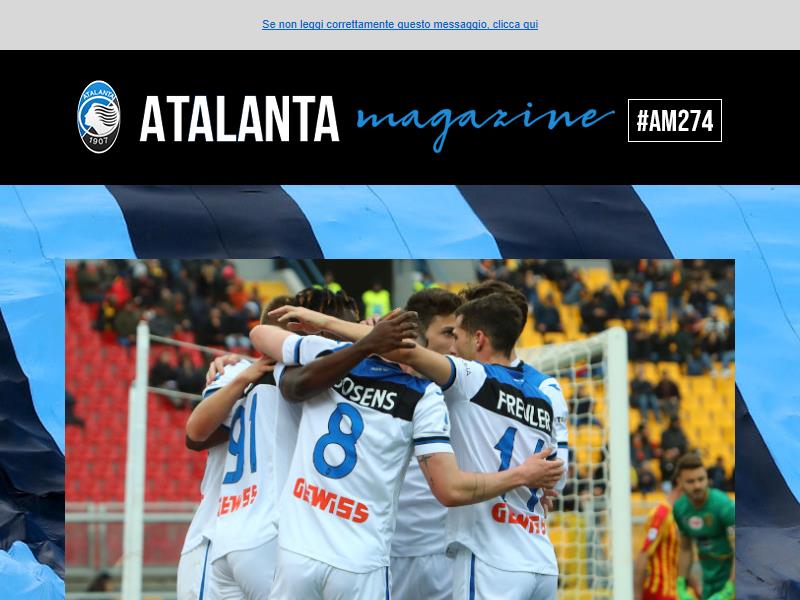 Se non leggi correttamente questo messaggio, clicca qui
ATALANTA
1907
ATALANTA magazine #AM274
GOSENS
FREULER
91
8
11
GEWISS
GEWISS
GEWISS